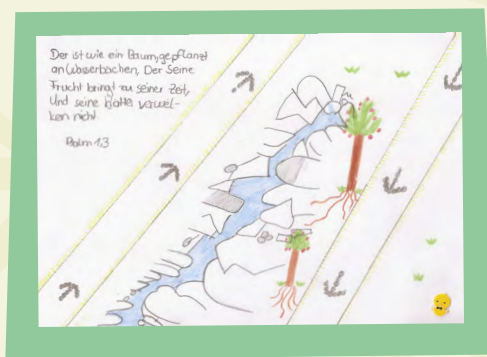 Der ist wie ein Baum, gepflanzt
an Wasserbächen, Der Seine
Frucht bringt zu seiner Zeit,
Und seine Blätter verwel-
ken nicht.
Psalm 1,3